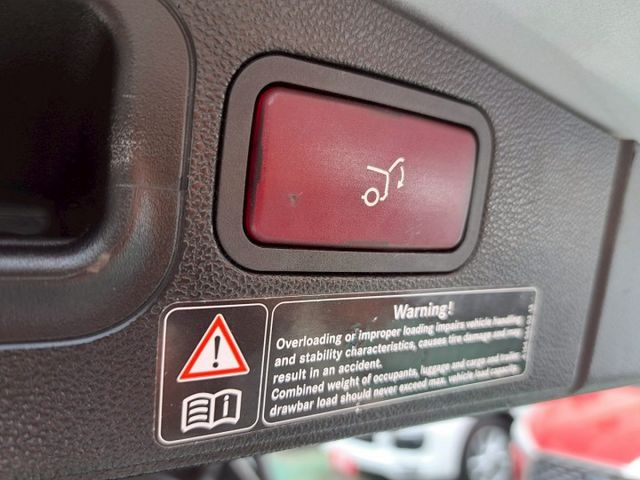 Warning!
Overloading or improper loading impairs vehicle handling
and stability characteristics, causes tire damage and may
result in an accident.
Combined weight of occupants, luggage and cargo and trailer
drawbar load should never exceed max. vehicle load capacity.